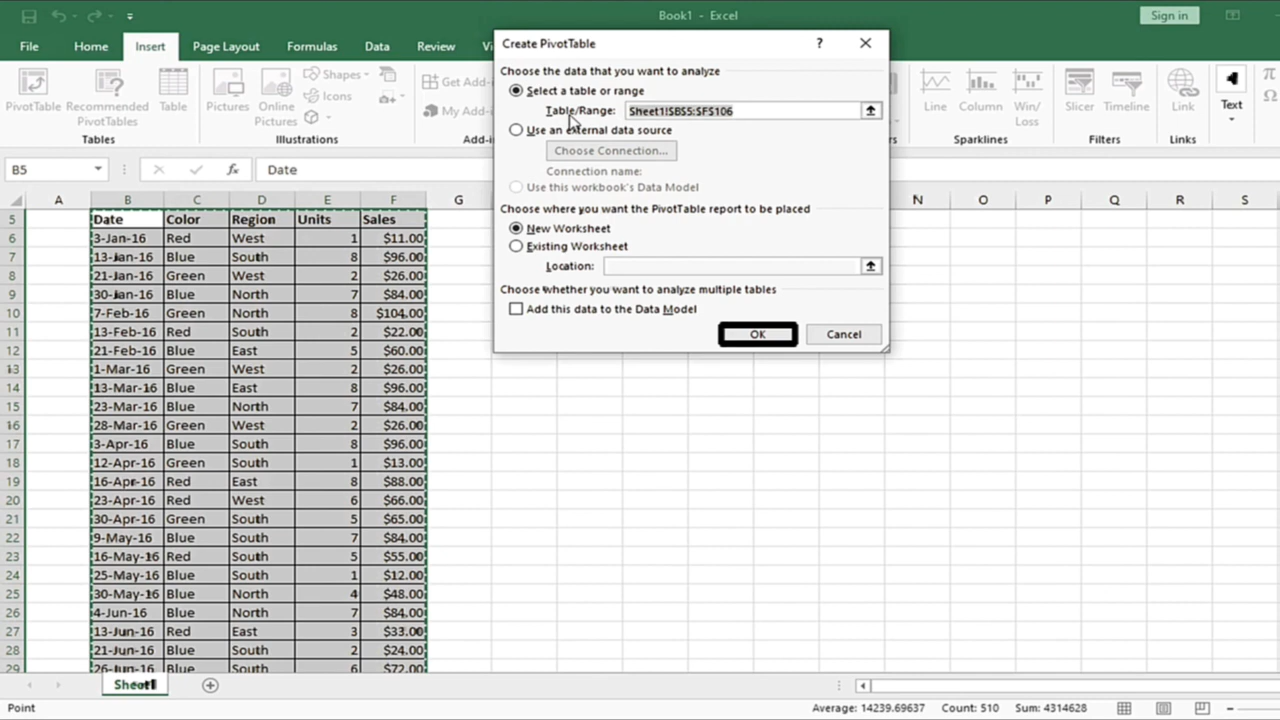 Book1 - Excel
Sign in
File Home Insert Page Layout Formulas Data Review
PivotTable
Recommended PivotTables
Table
Tables
Pictures
Online Pictures
Shapes
Icons
Illustrations
Get Add-i
My Add-i
Add-i
Line
Column
Win/ Loss
Sparklines
Slicer
Timeline
Filters
Link
Links
Text
Create PivotTable
? 
Choose the data that you want to analyze
Select a table or range
Table/Range: Sheet1!$B$5:$F$106
Use an external data source
Choose Connection...
Connection name:
Use this workbook's Data Model
Choose where you want the PivotTable report to be placed
New Worksheet
Existing Worksheet
Location:
Choose whether you want to analyze multiple tables
Add this data to the Data Model
OK Cancel
B5 fx Date
A B C D E F G N O P Q R S
5 Date Color Region Units Sales
6 3-Jan-16 Red West 1 $11.00
7 13-Jan-16 Blue South 8 $96.00
8 21-Jan-16 Green West 2 $26.00
9 30-Jan-16 Blue North 7 $84.00
10 7-Feb-16 Green North 8 $104.00
11 13-Feb-16 Red South 2 $22.00
12 21-Feb-16 Blue East 5 $60.00
13 1-Mar-16 Green West 2 $26.00
14 13-Mar-16 Blue East 8 $96.00
15 23-Mar-16 Blue North 7 $84.00
16 28-Mar-16 Green West 2 $26.00
17 3-Apr-16 Blue South 8 $96.00
18 12-Apr-16 Green South 1 $13.00
19 16-Apr-16 Red East 8 $88.00
20 23-Apr-16 Red West 6 $66.00
21 30-Apr-16 Green South 5 $65.00
22 9-May-16 Blue South 7 $84.00
23 16-May-16 Red South 5 $55.00
24 25-May-16 Blue South 1 $12.00
25 30-May-16 Blue North 4 $48.00
26 4-Jun-16 Blue North 7 $84.00
27 13-Jun-16 Red East 3 $33.00
28 21-Jun-16 Blue South 2 $24.00
29 26-Jun-16 Blue South 6 $72.00
Sheet1
Point Average: 14239.69637 Count: 510 Sum: 4314628